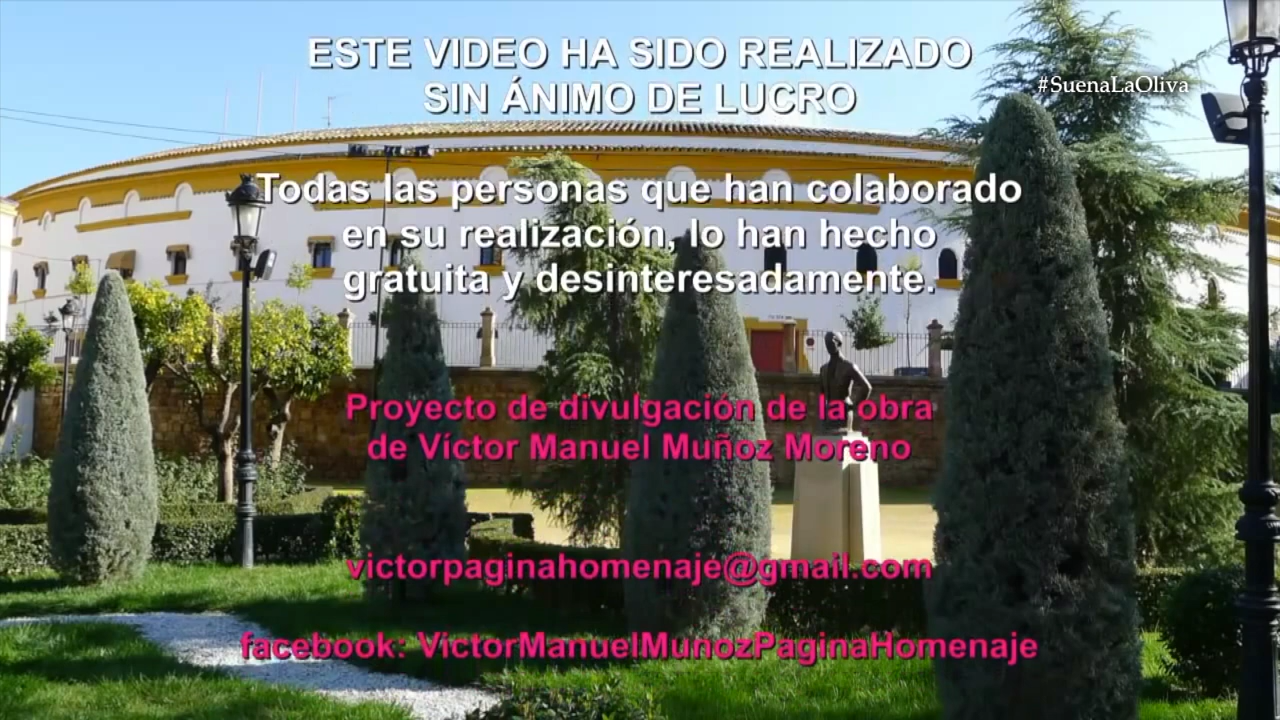 ESTE VIDEO HA SIDO REALIZADO
SIN ÁNIMO DE LUCRO
#SuenaLaOliva
Todas las personas que han colaborado
en su realización, lo han hecho
gratuita y desinteresadamente.
Proyecto de divulgación de la obra
de Víctor Manuel Muñoz Moreno
victorpaginahomenaje@gmail.com
facebook: VictorManuelMunozPaginaHomenaje